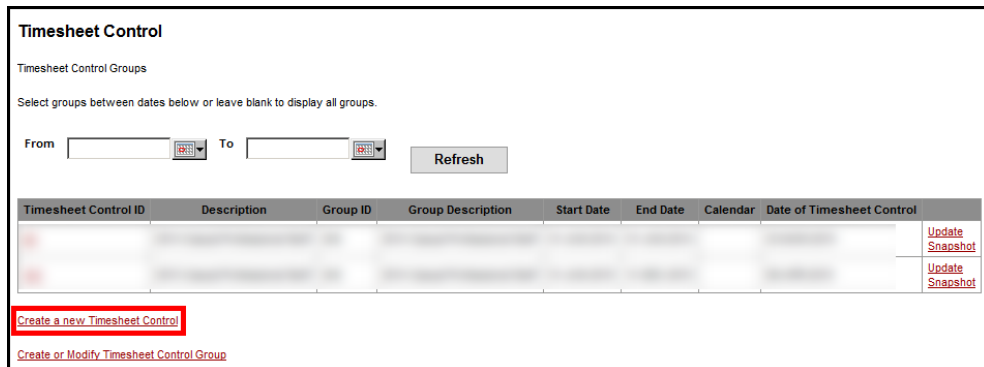 Timesheet Control
Timesheet Control Groups
Select groups between dates below or leave blank to display all groups.
From To Refresh
Timesheet Control ID Description Group ID Group Description Start Date End Date Calendar Date of Timesheet Control
Update
Snapshot
Update
Snapshot
Create a new Timesheet Control
Create or Modify Timesheet Control Group